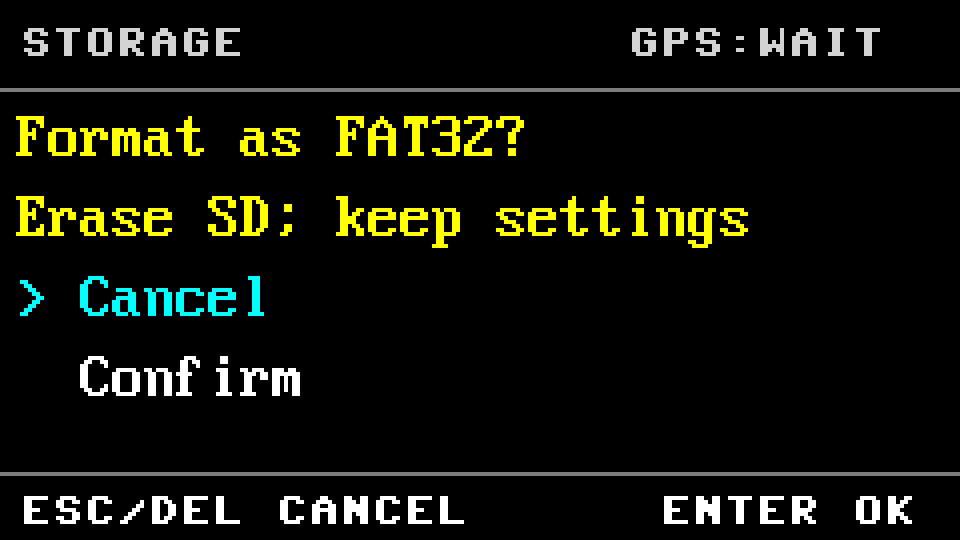 STORAGE GPS:WAIT
Format as FAT32?
Erase SD; keep settings
> Cancel
Confirm
ESC/DEL CANCEL ENTER OK